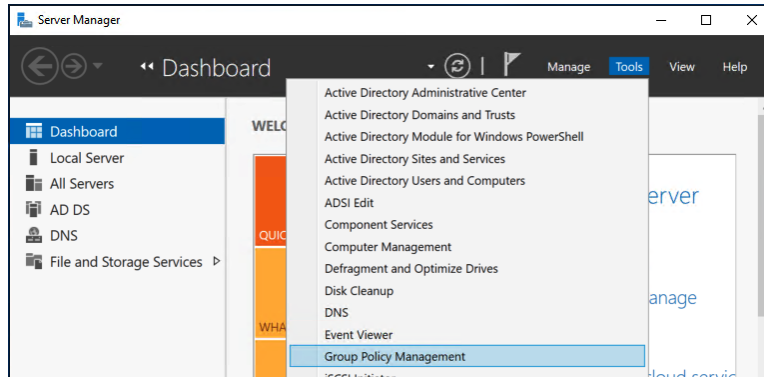 Server Manager
Dashboard
Manage Tools View Help
Dashboard
Local Server
All Servers
AD DS
DNS
File and Storage Services
WELC
QUIC
WHA
Active Directory Administrative Center
Active Directory Domains and Trusts
Active Directory Module for Windows PowerShell
Active Directory Sites and Services
Active Directory Users and Computers
ADSI Edit
Component Services
Computer Management
Defragment and Optimize Drives
Disk Cleanup
DNS
Event Viewer
Group Policy Management
erver
anage